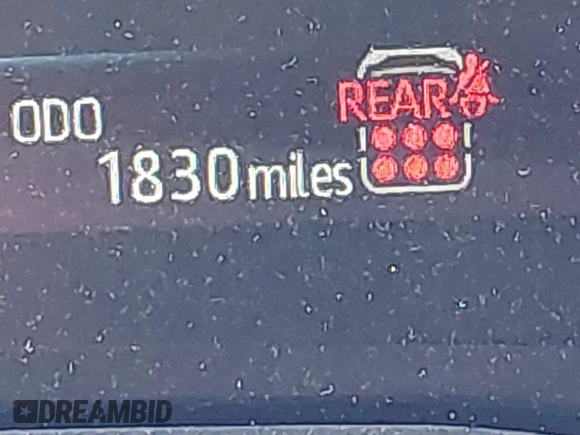 REAR
ODO
1830 miles
DREAMBID